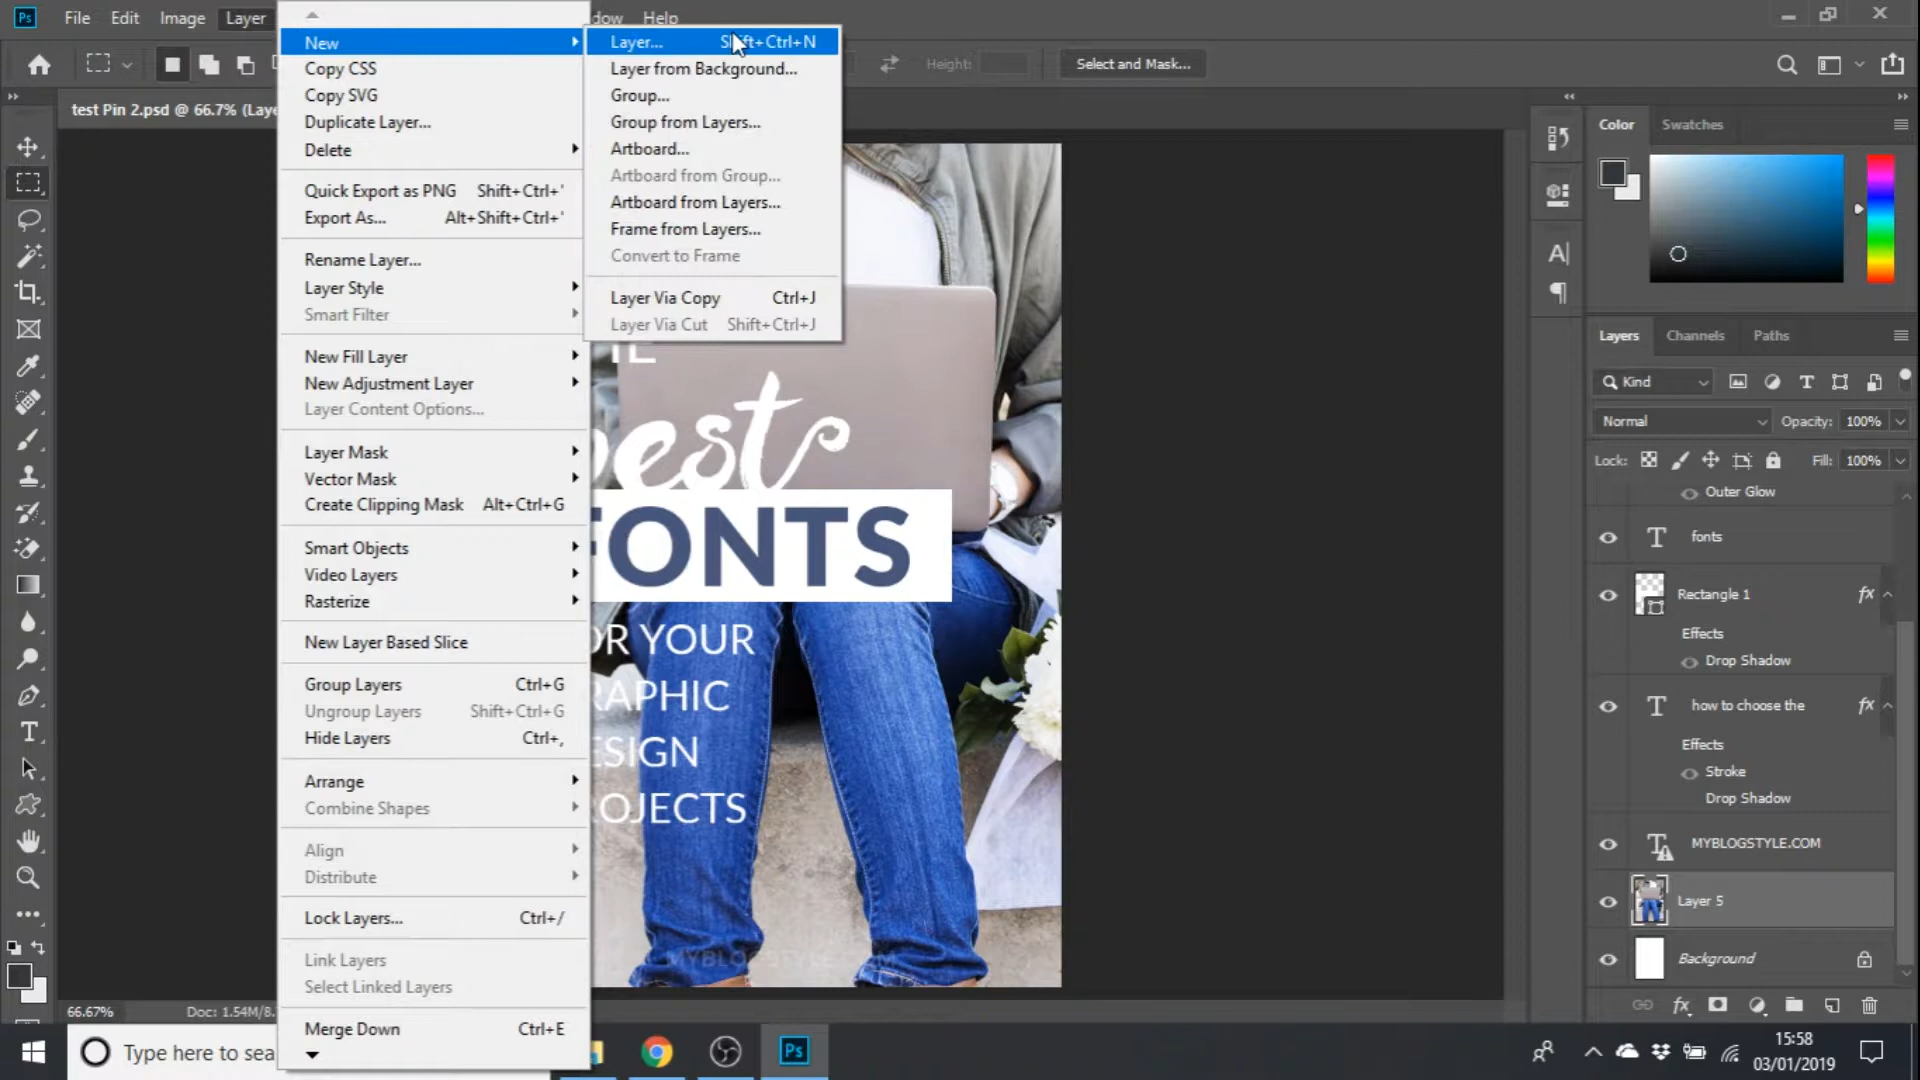 Ps File Edit Image Layer Help
Height: Select and Mask...
test Pin 2.psd @ 66.7% (Laye
New
Copy CSS
Copy SVG
Duplicate Layer...
Delete
Quick Export as PNG Shift+Ctrl+'
Export As... Alt+Shift+Ctrl+'
Rename Layer...
Layer Style
Smart Filter
New Fill Layer
New Adjustment Layer
Layer Content Options...
Layer Mask
Vector Mask
Create Clipping Mask Alt+Ctrl+G
Smart Objects
Video Layers
Rasterize
New Layer Based Slice
Group Layers Ctrl+G
Ungroup Layers Shift+Ctrl+G
Hide Layers Ctrl+,
Arrange
Combine Shapes
Align
Distribute
Lock Layers... Ctrl+/
Link Layers
Select Linked Layers
Merge Down Ctrl+E
Layer... Shift+Ctrl+N
Layer from Background...
Group...
Group from Layers...
Artboard...
Artboard from Group...
Artboard from Layers...
Frame from Layers...
Convert to Frame
Layer Via Copy Ctrl+J
Layer Via Cut Shift+Ctrl+J
best
FONTS
OR YOUR
RAPHIC
ESIGN
ROJECTS
MYBLOGSTYLE.COM
Color Swatches
Layers Channels Paths
Kind
Normal Opacity: 100%
Lock: Fill: 100%
Outer Glow
fonts
Rectangle 1 fx
Effects
Drop Shadow
how to choose the fx
Effects
Stroke
Drop Shadow
MYBLOGSTYLE.COM
Layer 5
Background
66.67% Doc: 1.54M/8.
Type here to sea
Ps
15:58
03/01/2019